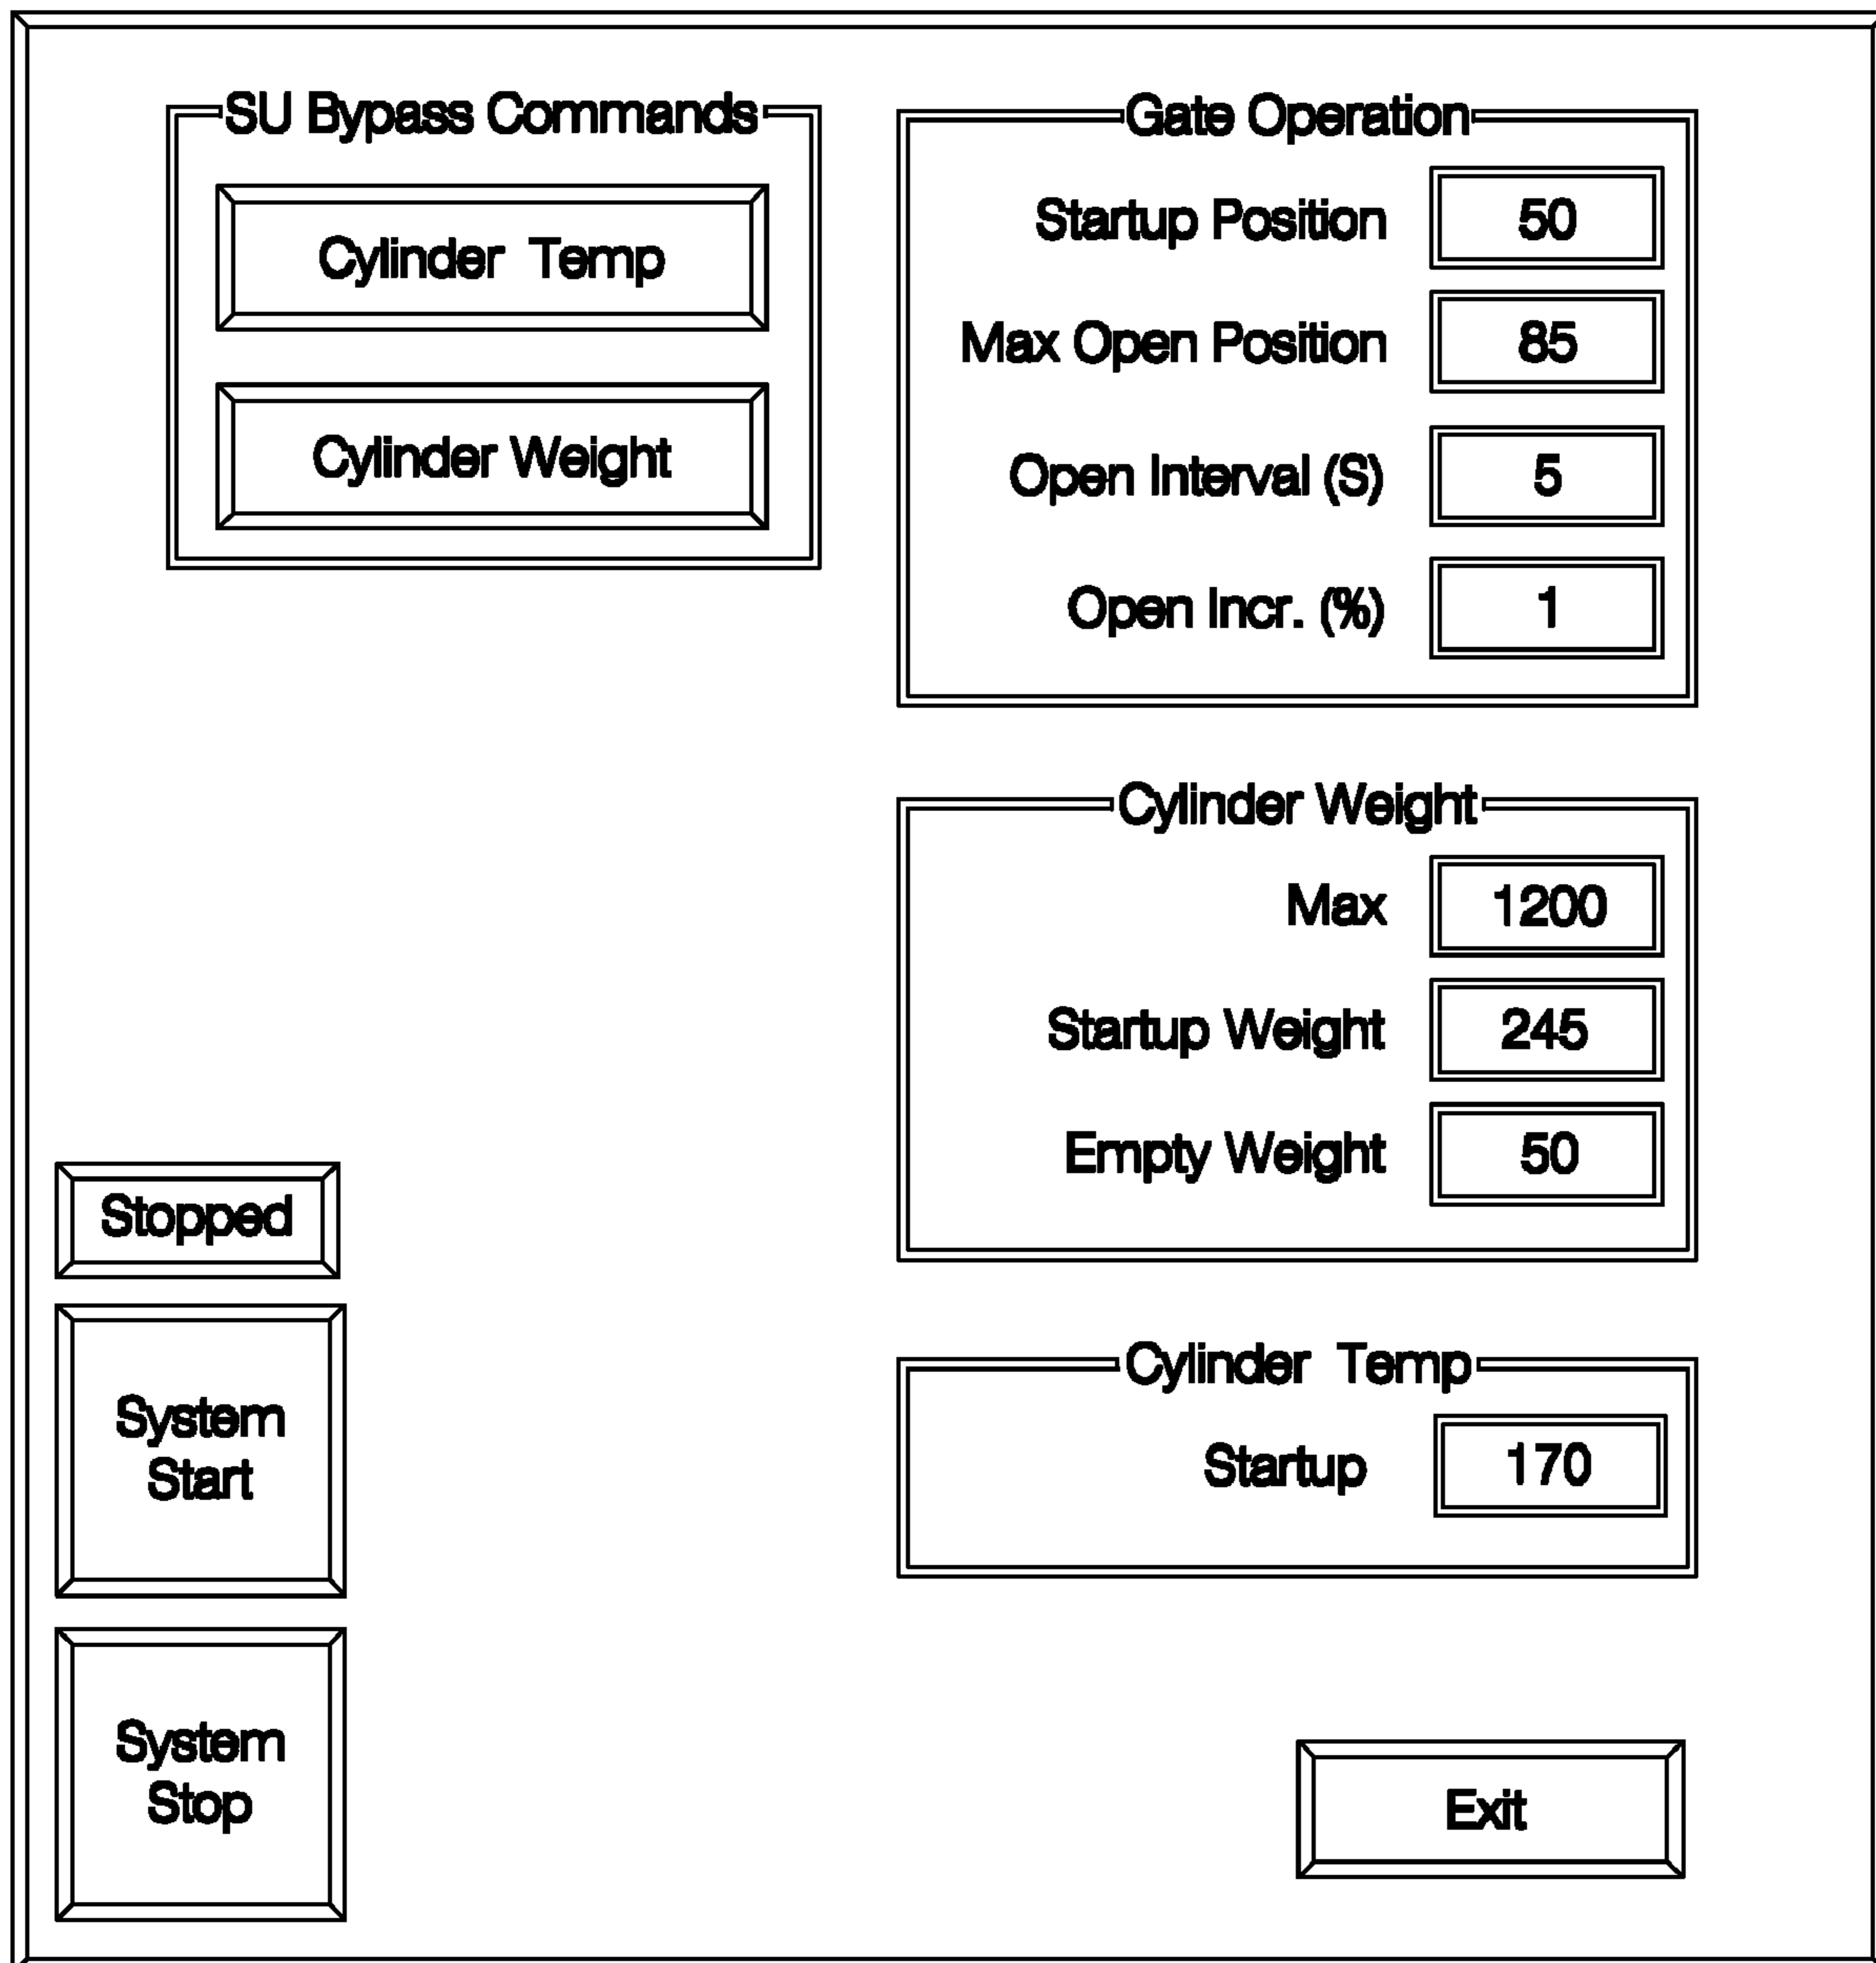 SU Bypass Commands
Cylinder Temp
Cylinder Weight
Gate Operation
Startup Position 50
Max Open Position 85
Open Interval (S) 5
Open Incr. (%) 1
Cylinder Weight
Max 1200
Startup Weight 245
Empty Weight 50
Cylinder Temp
Startup 170
Stopped
System
Start
System
Stop
Exit